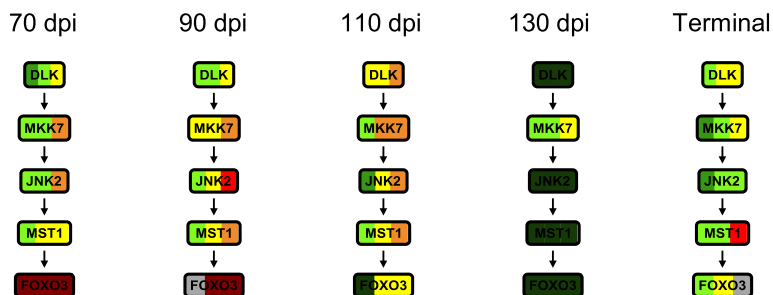 70 dpi 90 dpi 110 dpi 130 dpi Terminal
DLK DLK DLK DLK DLK
MKK7 MKK7 MKK7 MKK7 MKK7
JNK2 JNK2 JNK2 JNK2 JNK2
MST1 MST1 MST1 MST1 MST1
FOXO3 FOXO3 FOXO3 FOXO3 FOXO3